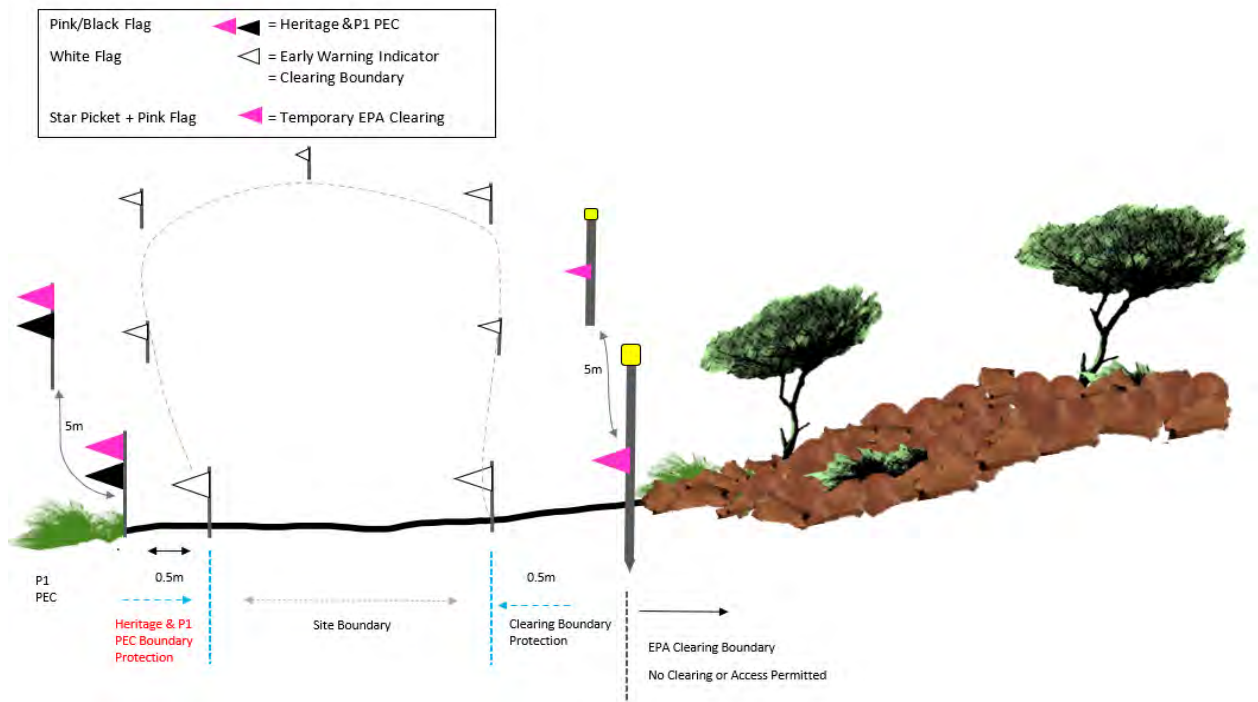 Pink/Black Flag = Heritage &P1 PEC
White Flag = Early Warning Indicator
= Clearing Boundary
Star Picket + Pink Flag = Temporary EPA Clearing
5m
5m
0.5m
0.5m
P1
PEC
Heritage & P1
PEC Boundary
Protection
Site Boundary
Clearing Boundary
Protection
EPA Clearing Boundary
No Clearing or Access Permitted